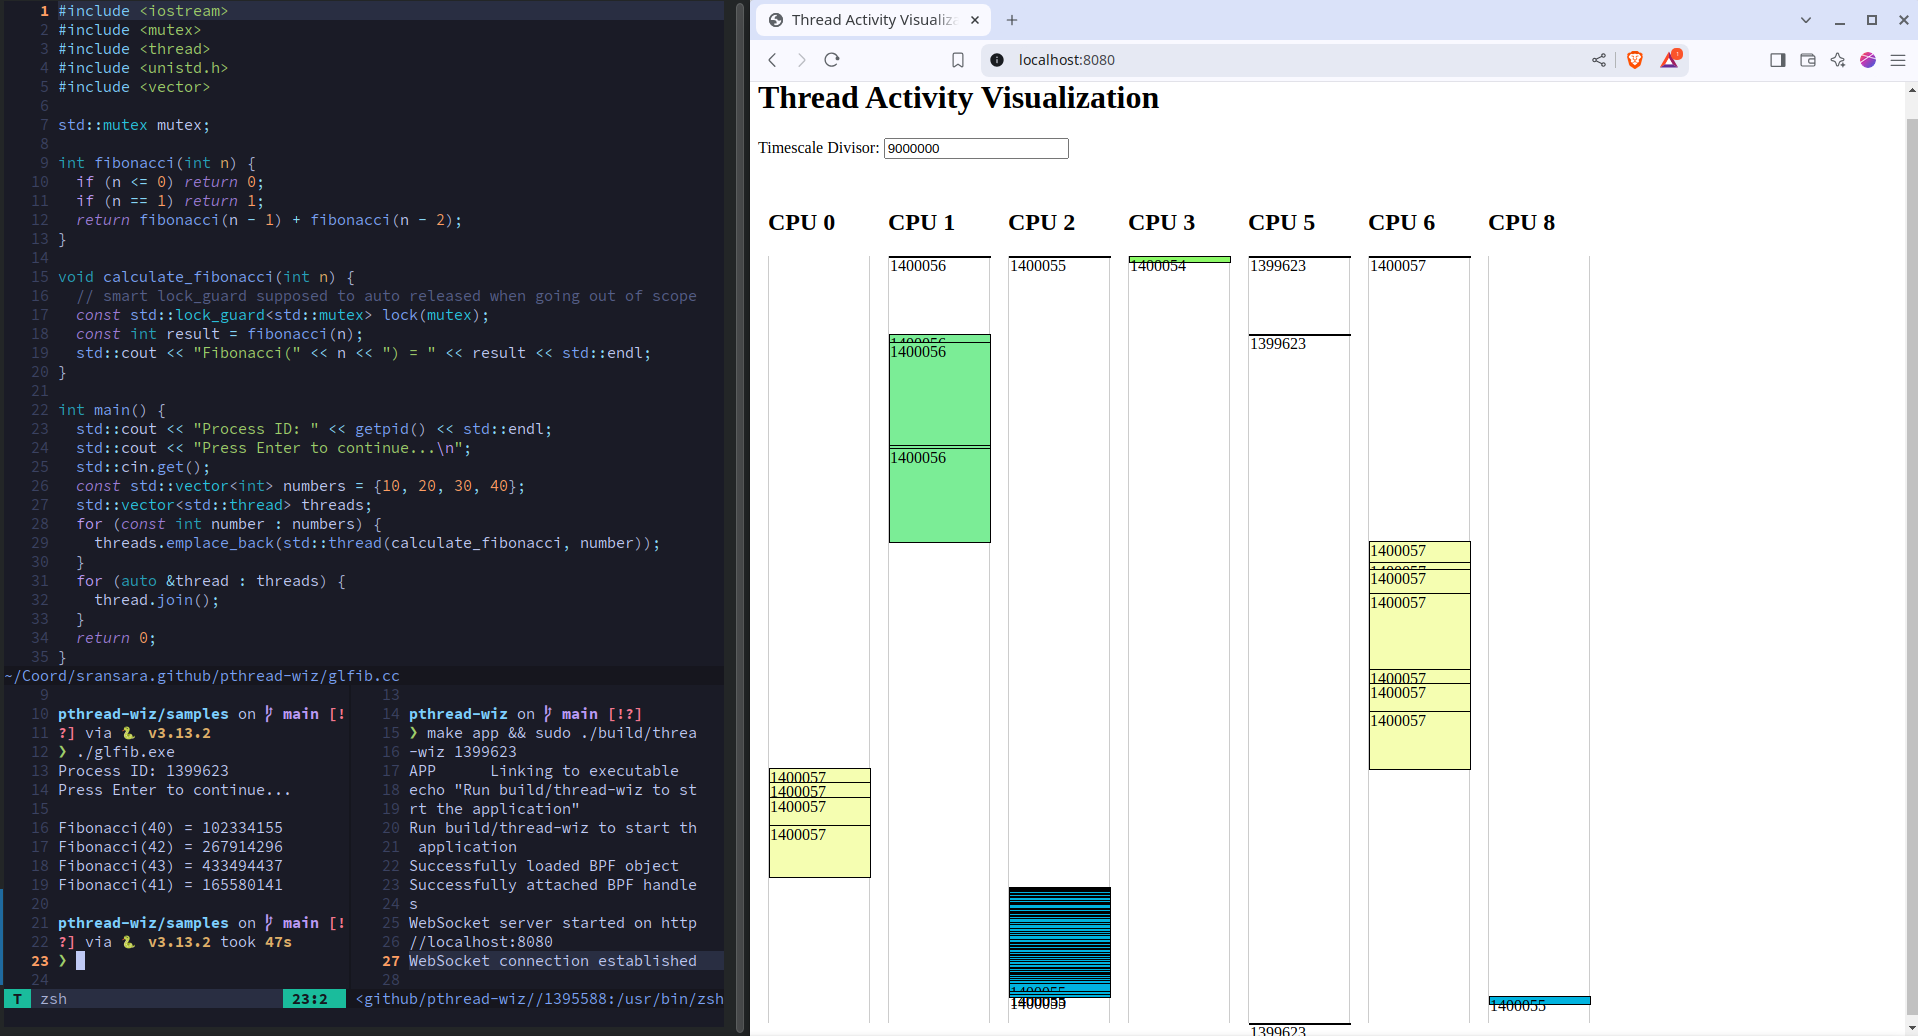 1 #include <iostream>
2 #include <mutex>
3 #include <thread>
4 #include <unistd.h>
5 #include <vector>
6
7 std::mutex mutex;
8
9 int fibonacci(int n) {
10 if (n <= 0) return 0;
11 if (n == 1) return 1;
12 return fibonacci(n - 1) + fibonacci(n - 2);
13 }
14
15 void calculate_fibonacci(int n) {
16 // smart lock_guard supposed to auto released when going out of scope
17 const std::lock_guard<std::mutex> lock(mutex);
18 const int result = fibonacci(n);
19 std::cout << "Fibonacci(" << n << ") = " << result << std::endl;
20 }
21
22 int main() {
23 std::cout << "Process ID: " << getpid() << std::endl;
24 std::cout << "Press Enter to continue...\n";
25 std::cin.get();
26 const std::vector<int> numbers = {10, 20, 30, 40};
27 std::vector<std::thread> threads;
28 for (const int number : numbers) {
29 threads.emplace_back(std::thread(calculate_fibonacci, number));
30 }
31 for (auto &thread : threads) {
32 thread.join();
33 }
34 return 0;
35 }
~/Coord/sransara.github/pthread-wiz/glfib.cc
9
10 pthread-wiz/samples on main [!
11 ?] via v3.13.2
12 ❯ ./glfib.exe
13 Process ID: 1399623
14 Press Enter to continue...
15
16 Fibonacci(40) = 102334155
17 Fibonacci(42) = 267914296
18 Fibonacci(43) = 433494437
19 Fibonacci(41) = 165580141
20
21 pthread-wiz/samples on main [!
22 ?] via v3.13.2 took 47s
23 ❯
24
T zsh 23:2
13
14 pthread-wiz on main [!?]
15 ❯ make app && sudo ./build/threa
16 -wiz 1399623
17 APP Linking to executable
18 echo "Run build/thread-wiz to st
19 rt the application"
20 Run build/thread-wiz to start th
21 application
22 Successfully loaded BPF object
23 Successfully attached BPF handle
24 s
25 WebSocket server started on http
26 //localhost:8080
27 WebSocket connection established
28
<github/pthread-wiz//1395588:/usr/bin/zsh
Thread Activity Visualiz
localhost:8080
1
Thread Activity Visualization
Timescale Divisor: 9000000
CPU 0 CPU 1 CPU 2 CPU 3 CPU 5 CPU 6 CPU 8
1400056 1400055 1400054 1399623 1400057
1400056
1399623
1400056
1400056
1400057
1400057
1400057
1400057
1400057
1400057
1400057
1400057
1400057
1400057
1400057
1400055
1400055
1400055
1399623